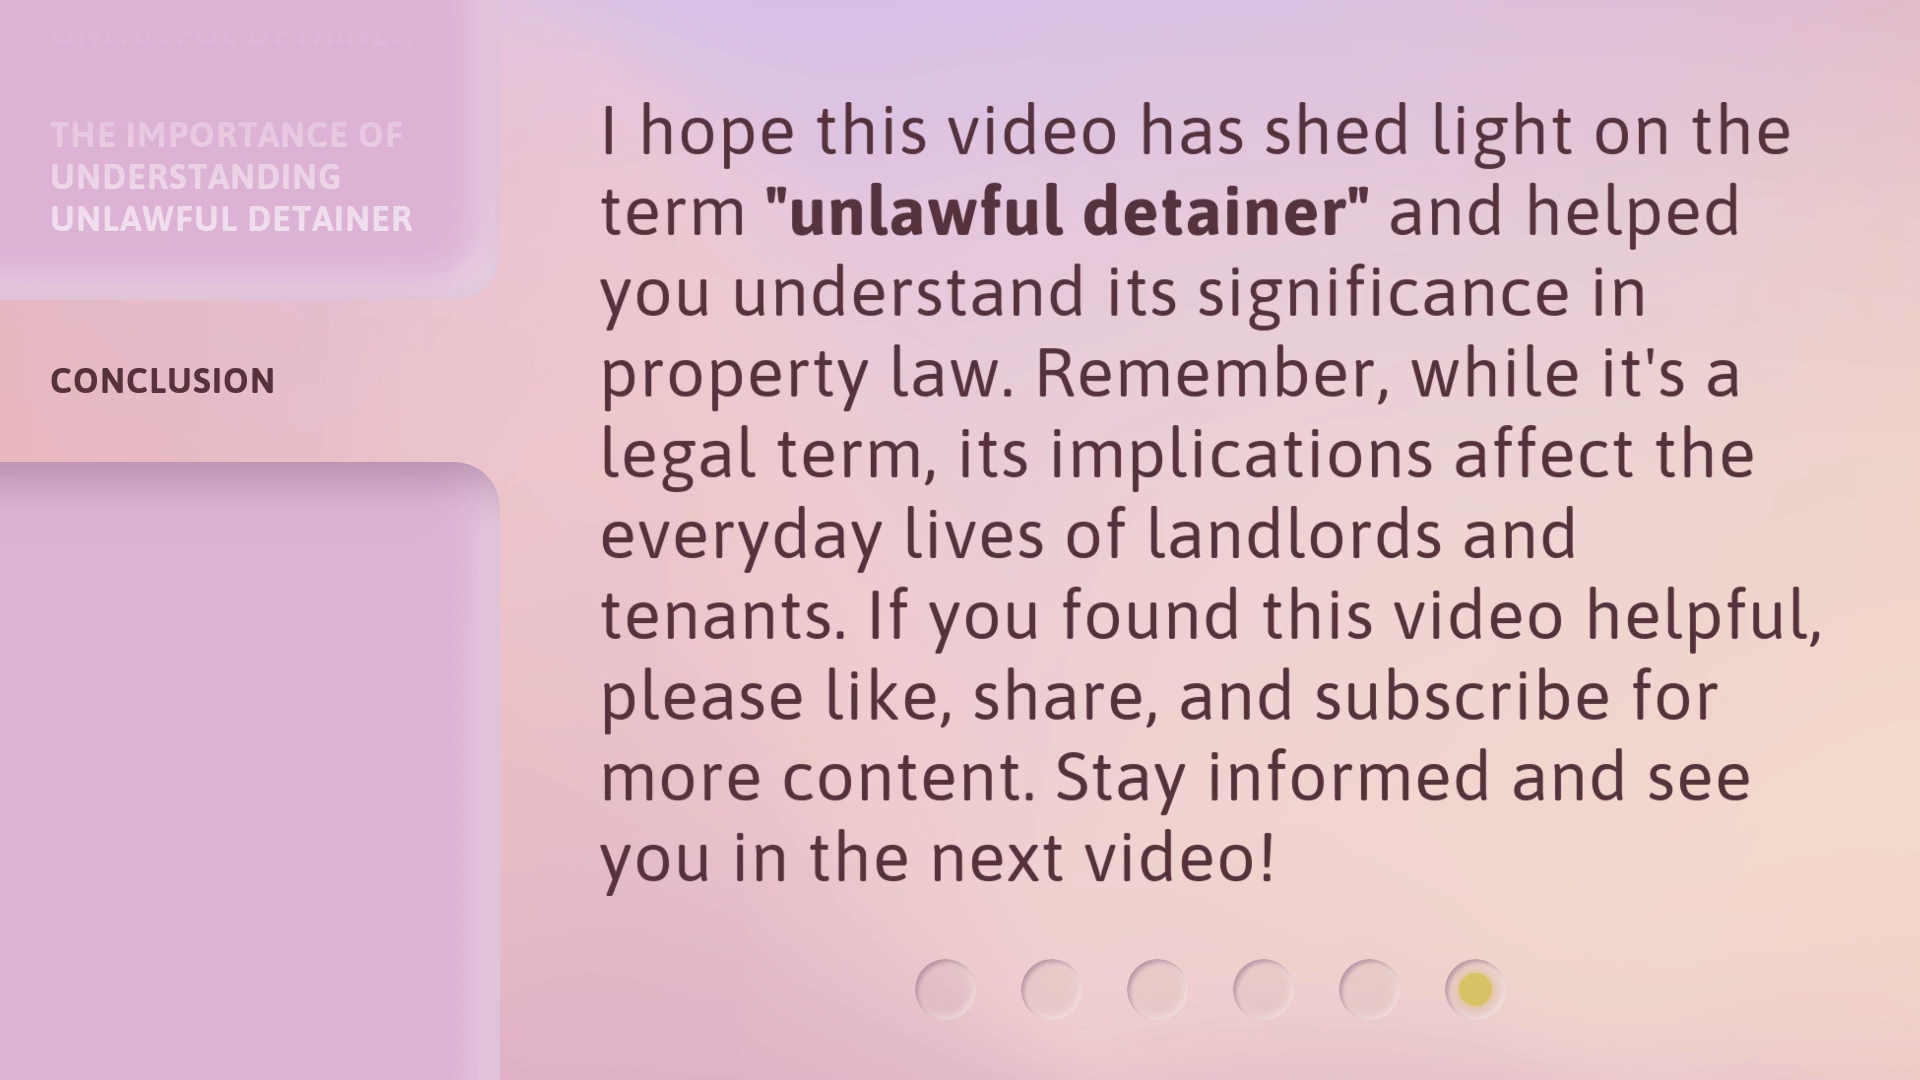 UNLAWFUL DETAINER
THE IMPORTANCE OF
UNDERSTANDING
UNLAWFUL DETAINER
CONCLUSION
I hope this video has shed light on the
term "unlawful detainer" and helped
you understand its significance in
property law. Remember, while it's a
legal term, its implications affect the
everyday lives of landlords and
tenants. If you found this video helpful,
please like, share, and subscribe for
more content. Stay informed and see
you in the next video!